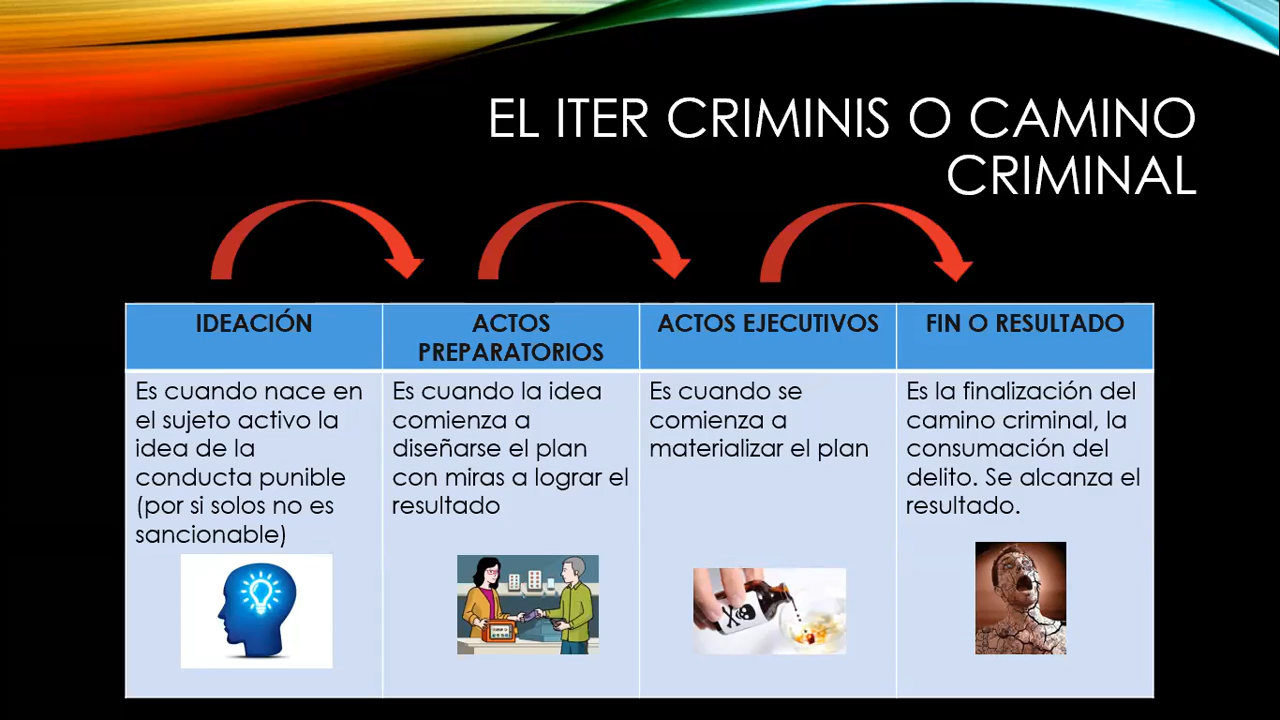 EL ITER CRIMINIS O CAMINO
CRIMINAL
IDEACIÓN
ACTOS
PREPARATORIOS
ACTOS EJECUTIVOS
FIN O RESULTADO
Es cuando nace en
el sujeto activo la
idea de la
conducta punible
(por si solos no es
sancionable)
Es cuando la idea
comienza a
diseñarse el plan
con miras a lograr el
resultado
Es cuando se
comienza a
materializar el plan
Es la finalización del
camino criminal, la
consumación del
delito. Se alcanza el
resultado.